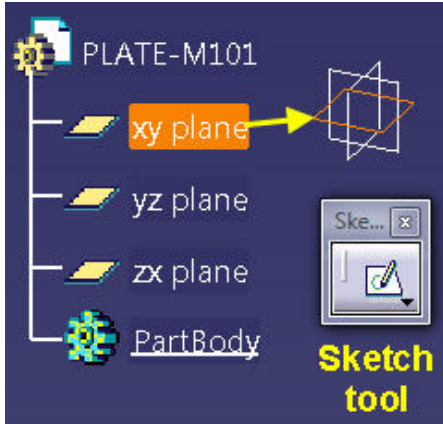 PLATE-M101
xy plane
yz plane
Ske...
zx plane
PartBody
Sketch
tool